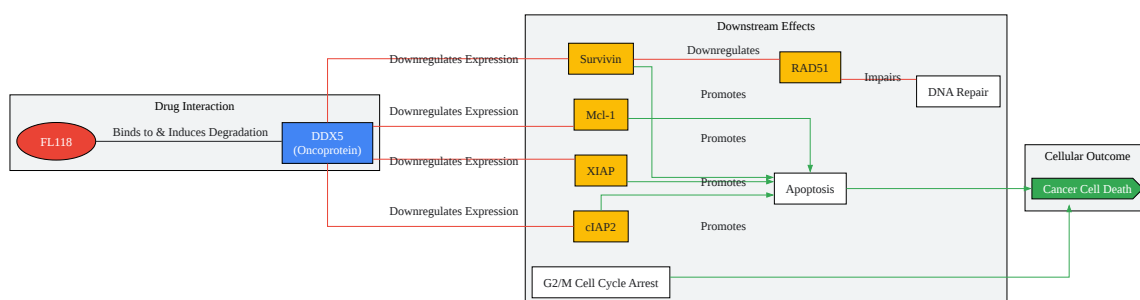 Downstream Effects
Downregulates Expression
Survivin
Downregulates
RAD51
Impairs
DNA Repair
Promotes
Drug Interaction
Downregulates Expression
Mcl-1
FL118
Binds to & Induces Degradation
DDX5
(Oncoprotein)
Promotes
Downregulates Expression
XIAP
Promotes
Apoptosis
Cellular Outcome
Cancer Cell Death
Downregulates Expression
cIAP2
Promotes
G2/M Cell Cycle Arrest